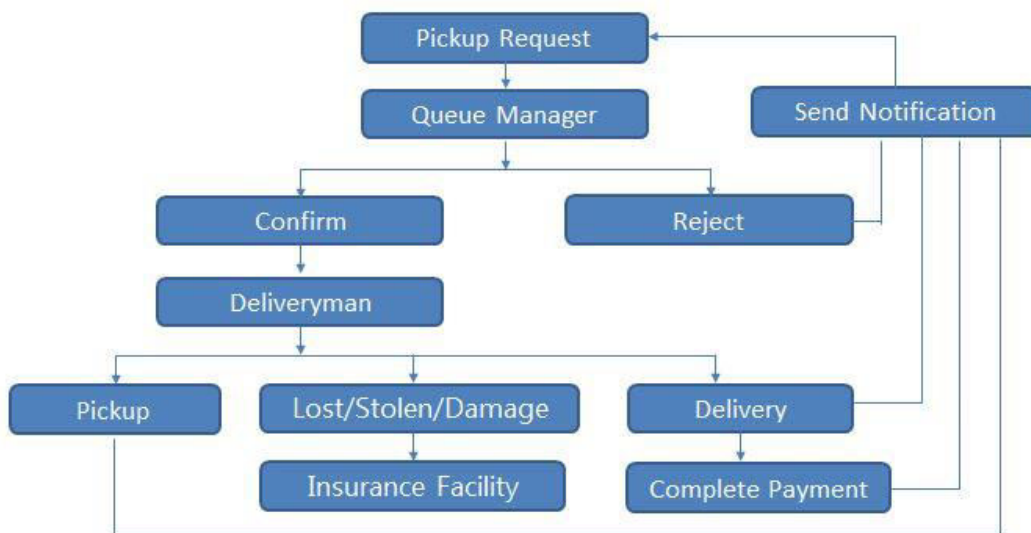 Pickup Request
Queue Manager
Send Notification
Confirm
Reject
Deliveryman
Pickup
Lost/Stolen/Damage
Delivery
Insurance Facility
Complete Payment